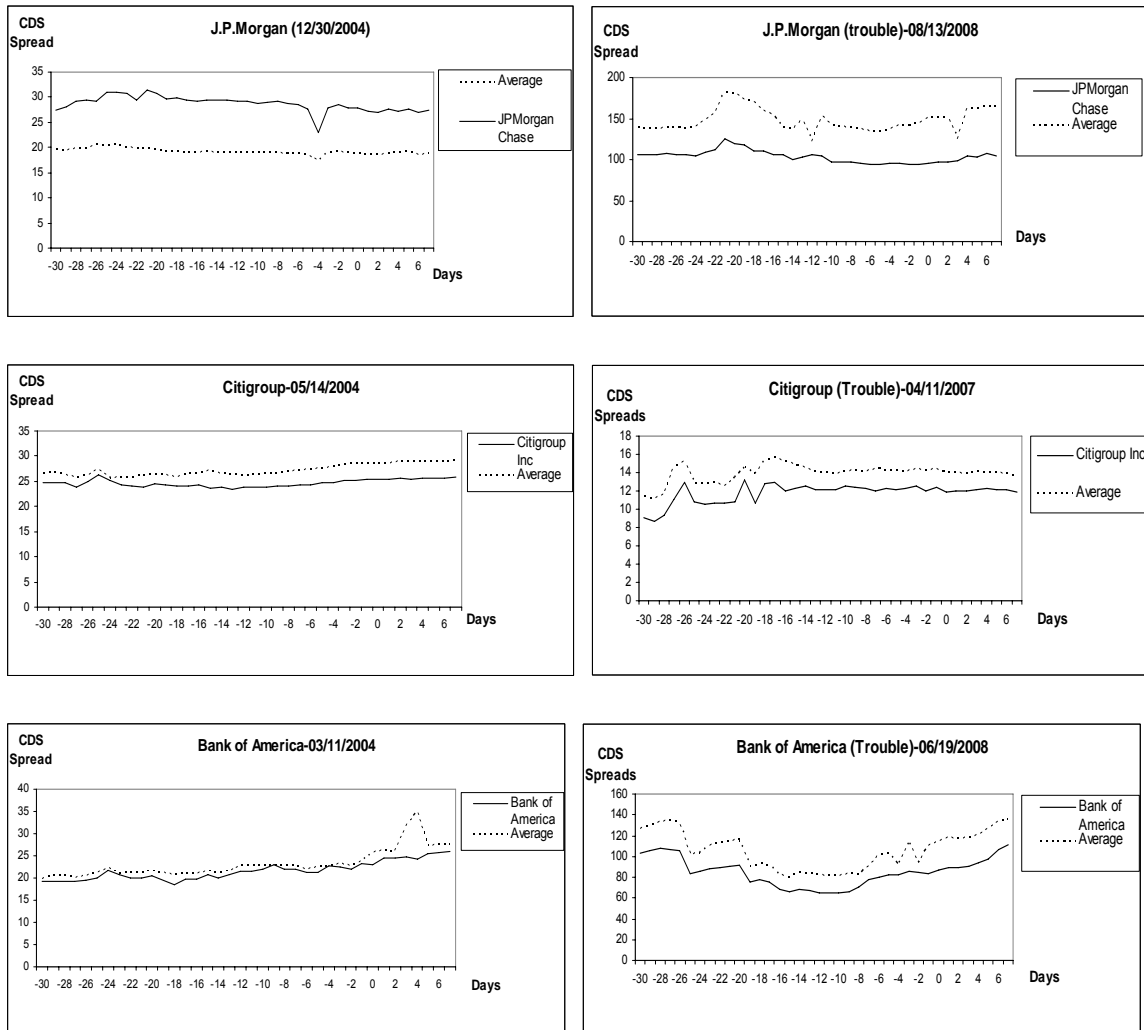 CDS
Spread
J.P.Morgan (12/30/2004)
35
30
25
20
15
10
5
0
-30 -28 -26 -24 -22 -20 -18 -16 -14 -12 -10 -8 -6 -4 -2 0 2 4 6
Days
Average
JPMorgan
Chase
CDS
Spread
J.P.Morgan (trouble)-08/13/2008
200
150
100
50
0
-30 -28 -26 -24 -22 -20 -18 -16 -14 -12 -10 -8 -6 -4 -2 0 2 4 6
Days
JPMorgan
Chase
Average
CDS
Spread
Citigroup-05/14/2004
35
30
25
20
15
10
5
0
-30 -28 -26 -24 -22 -20 -18 -16 -14 -12 -10 -8 -6 -4 -2 0 2 4 6
Days
Citigroup
Inc
Average
CDS
Spreads
Citigroup (Trouble)-04/11/2007
18
16
14
12
10
8
6
4
2
0
-30 -28 -26 -24 -22 -20 -18 -16 -14 -12 -10 -8 -6 -4 -2 0 2 4 6
Days
Citigroup Inc
Average
CDS
Spread
Bank of America-03/11/2004
40
35
30
25
20
15
10
5
0
-30 -28 -26 -24 -22 -20 -18 -16 -14 -12 -10 -8 -6 -4 -2 0 2 4 6
Days
Bank of
America
Average
CDS
Spreads
Bank of America (Trouble)-06/19/2008
160
140
120
100
80
60
40
20
0
-30 -28 -26 -24 -22 -20 -18 -16 -14 -12 -10 -8 -6 -4 -2 0 2 4 6
Days
Bank of
America
Average